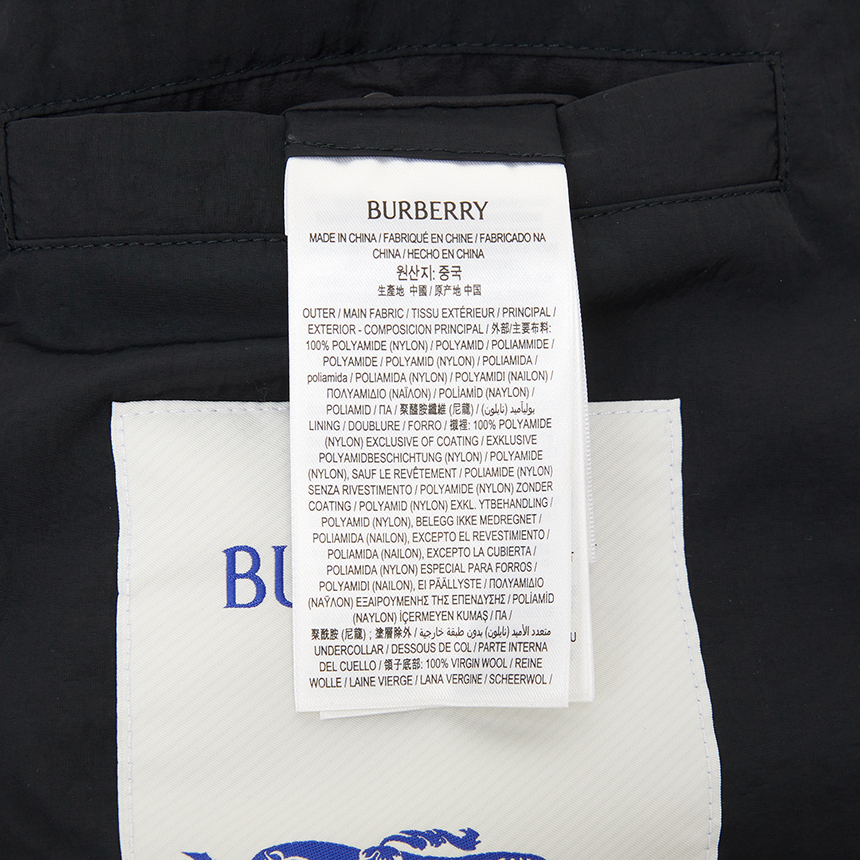 BURBERRY
MADE IN CHINA / FABRIQUÉ EN CHINE / FABRICADO NA
CHINA / HECHO EN CHINA
원산지: 중국
生產地 中國 / 原产地 中国
OUTER / MAIN FABRIC / TISSU EXTÉRIEUR / PRINCIPAL /
EXTERIOR - COMPOSICION PRINCIPAL / 外部/主要布料:
100% POLYAMIDE (NYLON) / POLYAMID / POLIAMMIDE /
POLYAMIDE / POLYAMID (NYLON) / POLIAMIDA /
poliamida / POLIAMIDA (NYLON) / POLYAMIDI (NAILON) /
ΠΟΛΥΑΜΙΔΙΟ (ΝΑΪΛΟΝ) / POLÍAMÍÐ (NAYLON) /
POLIAMID / ПА / 聚醯胺纖維 (尼龍) / بوليأميد (نايلون) /
LINING / DOUBLURE / FORRO / 襯裡: 100% POLYAMIDE
(NYLON) EXCLUSIVE OF COATING / EXKLUSIVE
POLYAMIDBESCHICHTUNG (NYLON) / POLYAMIDE
(NYLON), SAUF LE REVÊTEMENT / POLIAMIDE (NYLON)
SENZA RIVESTIMENTO / POLYAMIDE (NYLON) ZONDER
COATING / POLYAMID (NYLON) EXKL. YTBEHANDLING /
POLYAMID (NYLON), BELEGG IKKE MEDREGNET /
POLIAMIDA (NAILON), EXCEPTO EL REVESTIMIENTO /
POLIAMIDA (NAILON), EXCEPTO LA CUBIERTA /
POLIAMIDA (NYLON) ESPECIAL PARA FORROS /
POLYAMIDI (NAILON), EI PÄÄLLYSTE / ΠΟΛΥΑΜΙΔΙΟ
(ΝΑΫΛΟΝ) ΕΞΑΙΡΟΥΜΕΝΗΣ ΤΗΣ ΕΠΕΝΔΥΣΗΣ / POLÍAMÍÐ
(NAYLON) İÇERMEYEN KUMAŞ / ПА /
聚酰胺 (尼龍) ; 塗層除外 / متعدد الأميد (نايلون) بدون طبقة خارجية /
UNDERCOLLAR / DESSOUS DE COL / PARTE INTERNA
DEL CUELLO / 領子底部: 100% VIRGIN WOOL / REINE
WOLLE / LAINE VIERGE / LANA VERGINE / SCHEERWOL /
BU